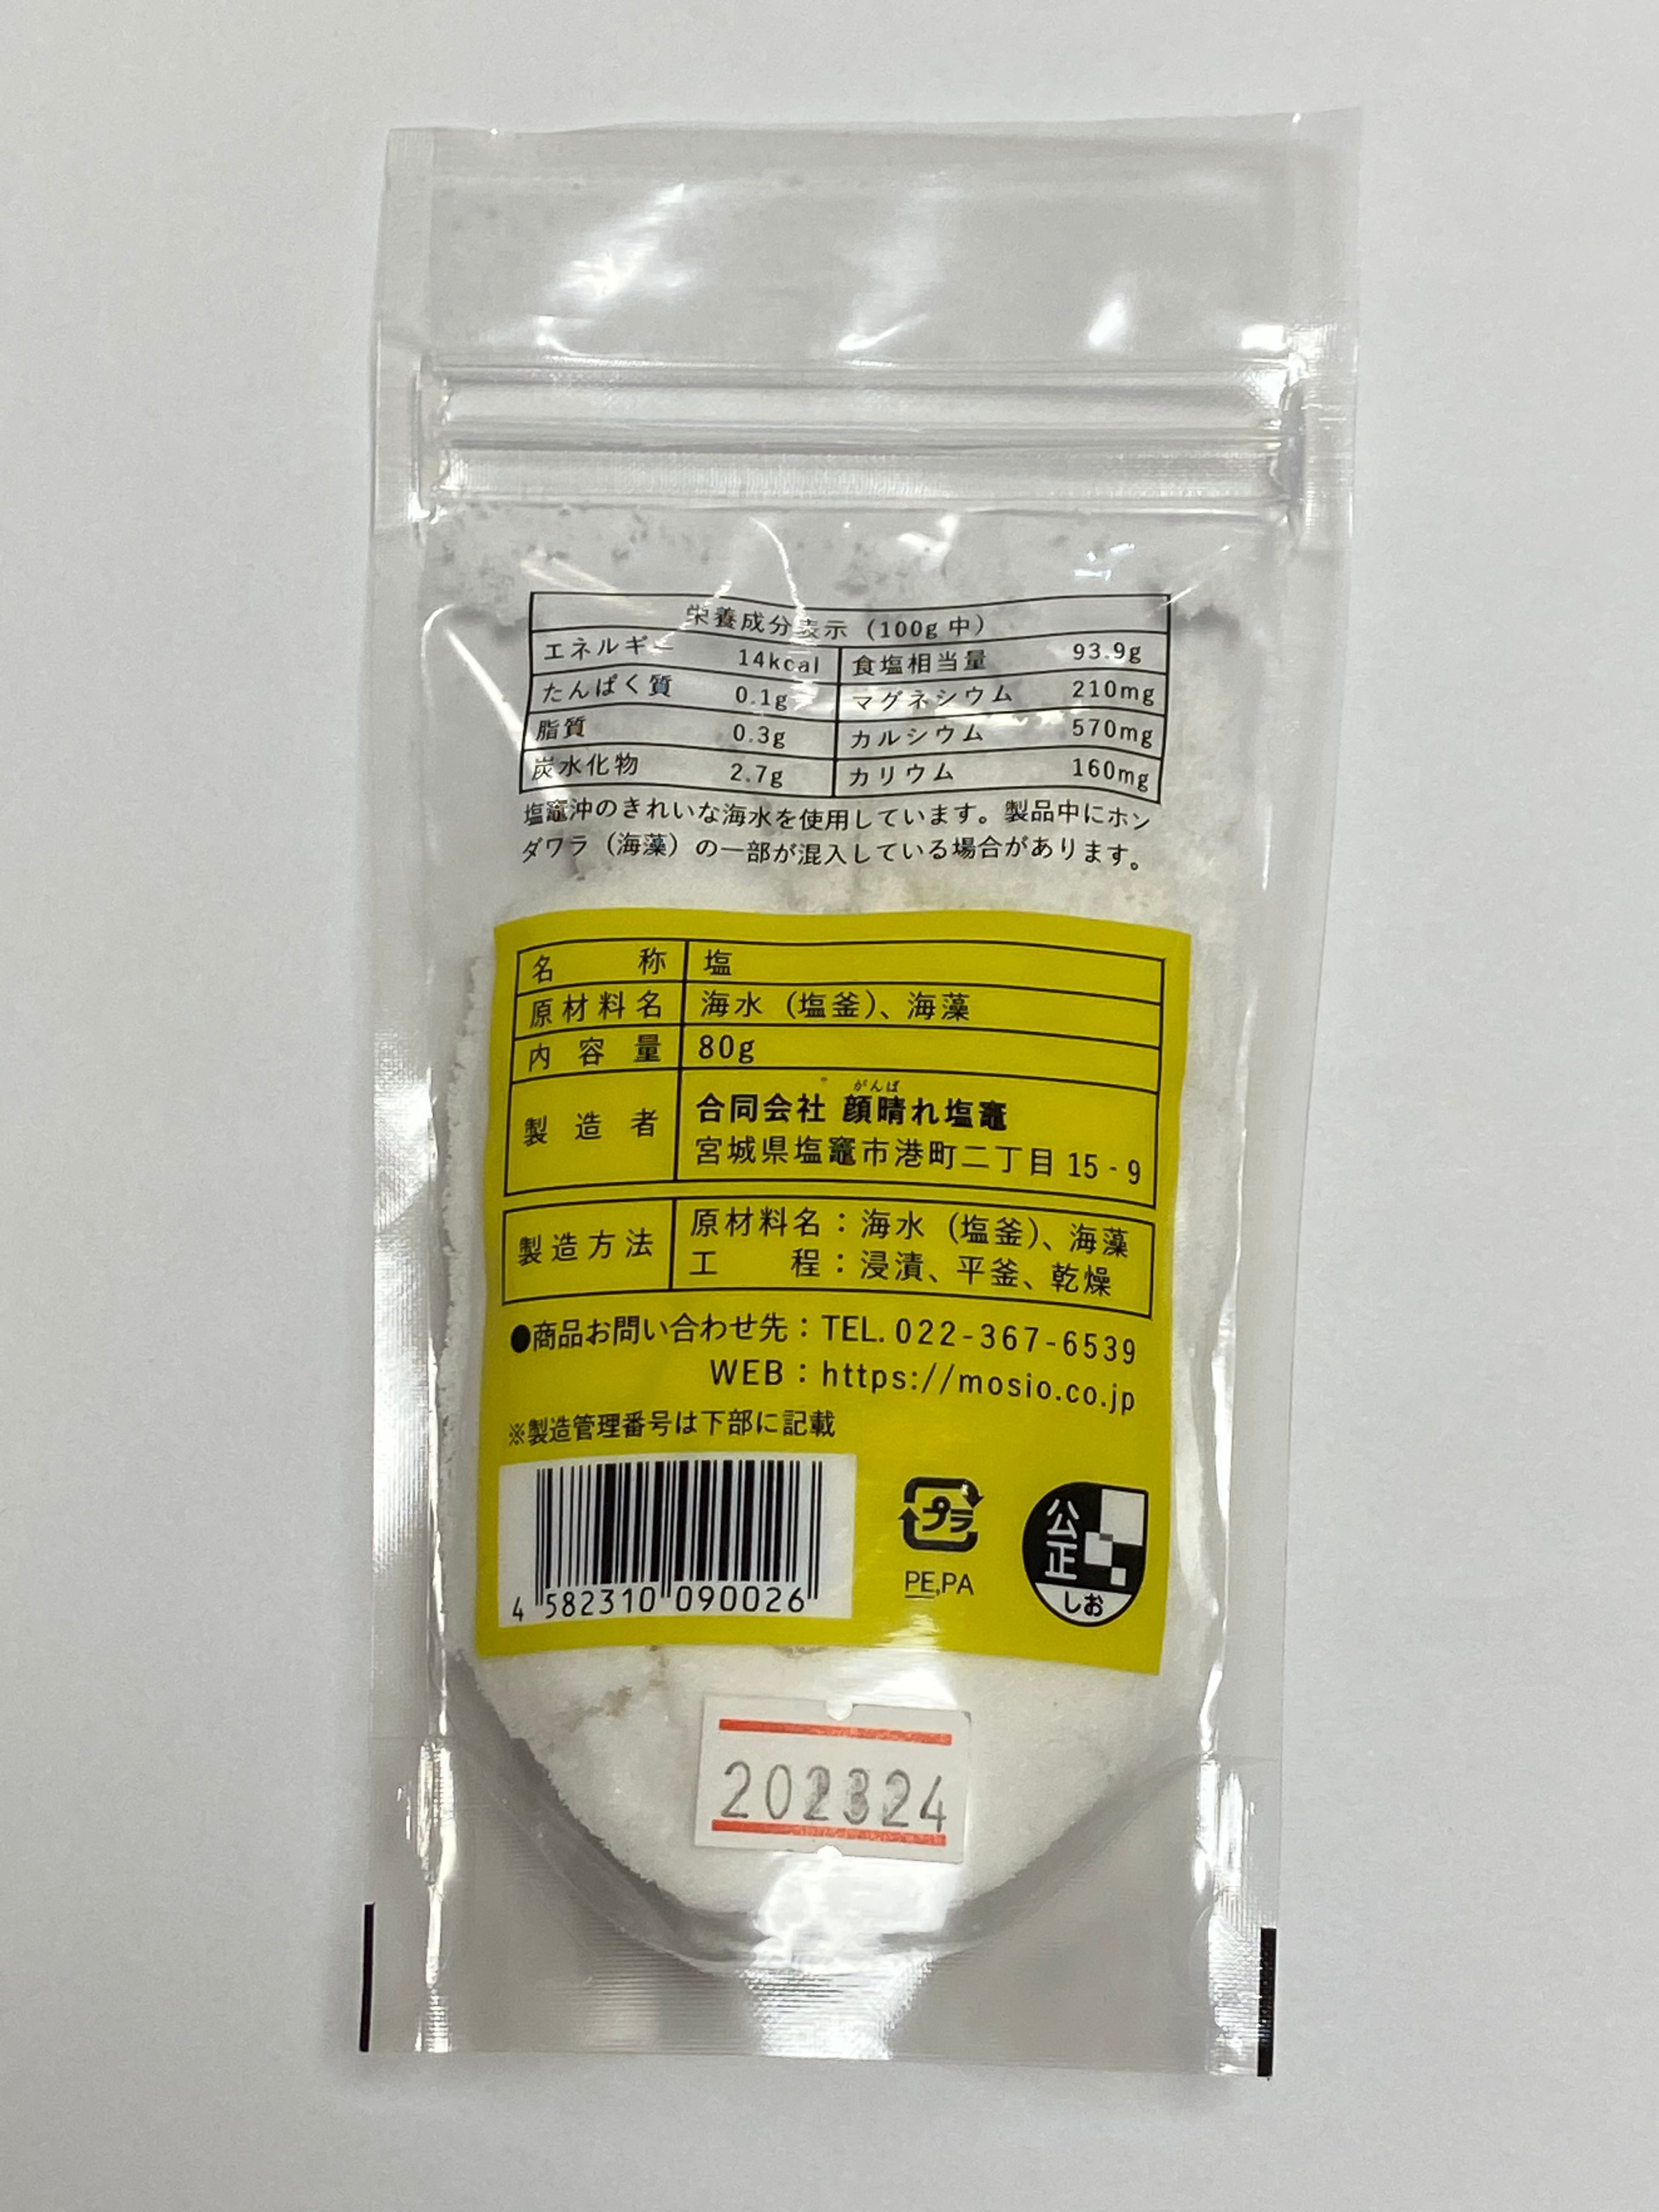 栄養成分表示（100g 中）
エネルギー 14kcal 食塩相当量 93.9g
たんぱく質 0.1g マグネシウム 210mg
脂質 0.3g カルシウム 570mg
炭水化物 2.7g カリウム 160mg
塩竈沖のきれいな海水を使用しています。製品中にホン
ダワラ（海藻）の一部が混入している場合があります。
名称 塩
原材料名 海水（塩釜）、海藻
内容量 80g
がんば
製造者 合同会社 顔晴れ塩竈
宮城県塩竈市港町二丁目 15 - 9
製造方法 原材料名：海水（塩釜）、海藻
工程：浸漬、平釜、乾燥
●商品お問い合わせ先：TEL. 022-367-6539
WEB：https://mosio.co.jp
※製造管理番号は下部に記載
4 582310 090026
プラ
PE,PA
公正
しお
202324